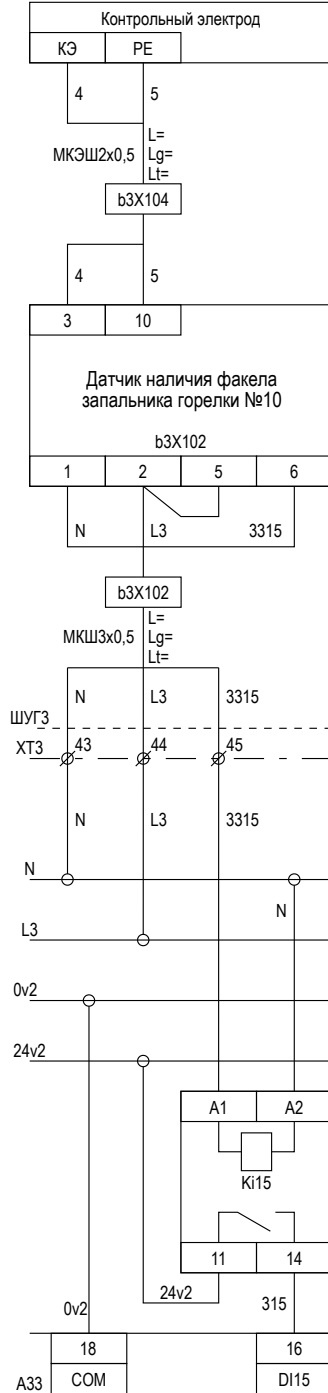 Контрольный электрод
КЭ РЕ
4 5
L=
МКЭШ2х0,5 Lg=
Lt=
b3X104
4 5
3 10
Датчик наличия факела
запальника горелки №10
b3X102
1 2 5 6
N L3 3315
b3X102
L=
МКШ3х0,5 Lg=
Lt=
N L3 3315
ШУГ3
ХТ3 43 44 45
N L3 3315
N
N
L3
0v2
24v2
A1 A2
Ki15
11 14
24v2
0v2 315
18 16
A33 COM DI15